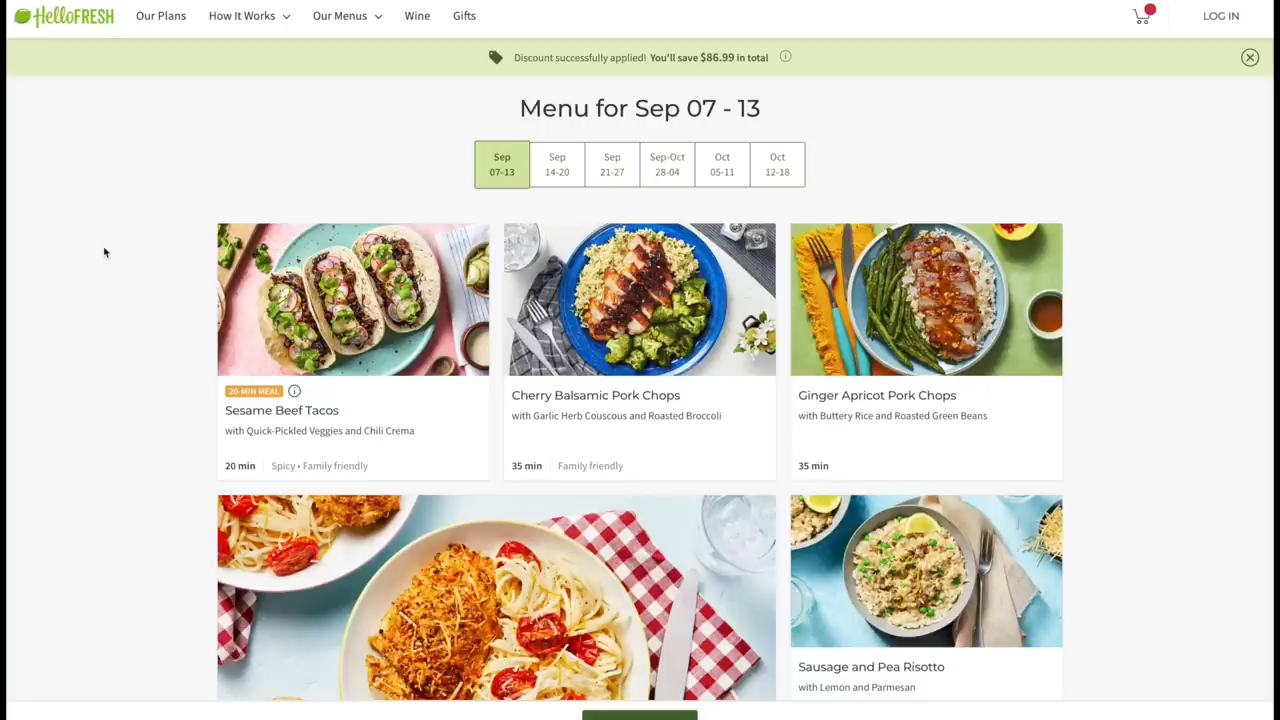 HelloFRESH
Our Plans
How It Works
Our Menus
Wine
Gifts
LOG IN
Discount successfully applied! You'll save $86.99 in total
Menu for Sep 07 - 13
Sep
07-13
Sep
14-20
Sep
21-27
Sep-Oct
28-04
Oct
05-11
Oct
12-18
20-MIN MEAL
Sesame Beef Tacos
with Quick-Pickled Veggies and Chili Crema
20 min
Spicy • Family friendly
Cherry Balsamic Pork Chops
with Garlic Herb Couscous and Roasted Broccoli
35 min
Family friendly
Ginger Apricot Pork Chops
with Buttery Rice and Roasted Green Beans
35 min
Sausage and Pea Risotto
with Lemon and Parmesan